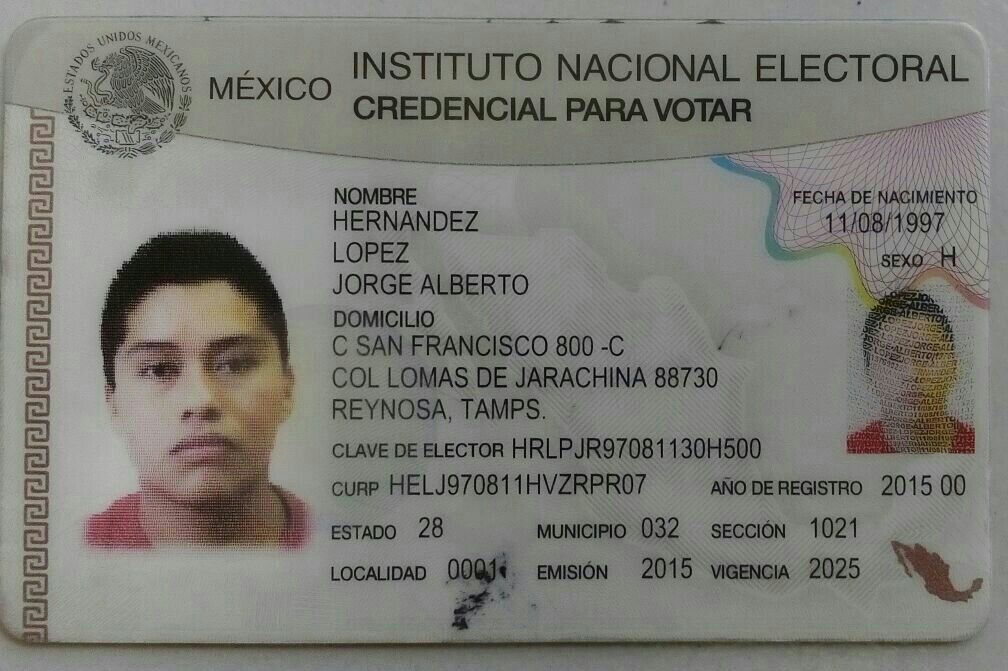 ESTADOS UNIDOS MEXICANOS
MÉXICO
INSTITUTO NACIONAL ELECTORAL
CREDENCIAL PARA VOTAR
NOMBRE
HERNANDEZ
LOPEZ
JORGE ALBERTO
FECHA DE NACIMIENTO
11/08/1997
SEXO H
DOMICILIO
C SAN FRANCISCO 800 -C
COL LOMAS DE JARACHINA 88730
REYNOSA, TAMPS.
CLAVE DE ELECTOR HRLPJR97081130H500
CURP HELJ970811HVZRPR07 AÑO DE REGISTRO 2015 00
ESTADO 28 MUNICIPIO 032 SECCIÓN 1021
LOCALIDAD 0001 EMISIÓN 2015 VIGENCIA 2025